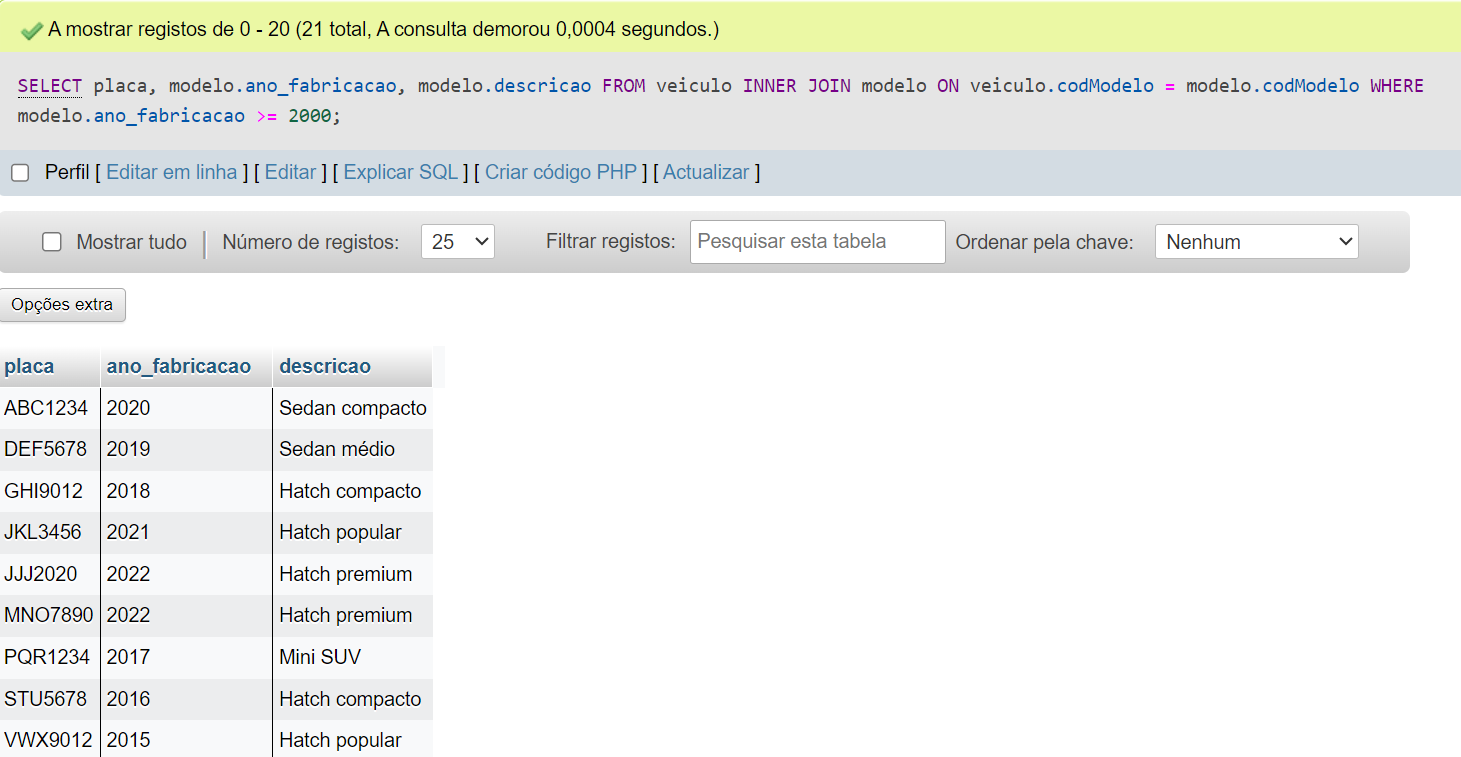 A mostrar registos de 0 - 20 (21 total, A consulta demorou 0,0004 segundos.)
SELECT placa, modelo.ano_fabricacao, modelo.descricao FROM veiculo INNER JOIN modelo ON veiculo.codModelo = modelo.codModelo WHERE
modelo.ano_fabricacao >= 2000;
Perfil [ Editar em linha ] [ Editar ] [ Explicar SQL ] [ Criar código PHP ] [ Actualizar ]
Mostrar tudo Número de registos: 25 Filtrar registos: Pesquisar esta tabela Ordenar pela chave: Nenhum
Opções extra
placa ano_fabricacao descricao
ABC1234 2020 Sedan compacto
DEF5678 2019 Sedan médio
GHI9012 2018 Hatch compacto
JKL3456 2021 Hatch popular
JJJ2020 2022 Hatch premium
MNO7890 2022 Hatch premium
PQR1234 2017 Mini SUV
STU5678 2016 Hatch compacto
VWX9012 2015 Hatch popular